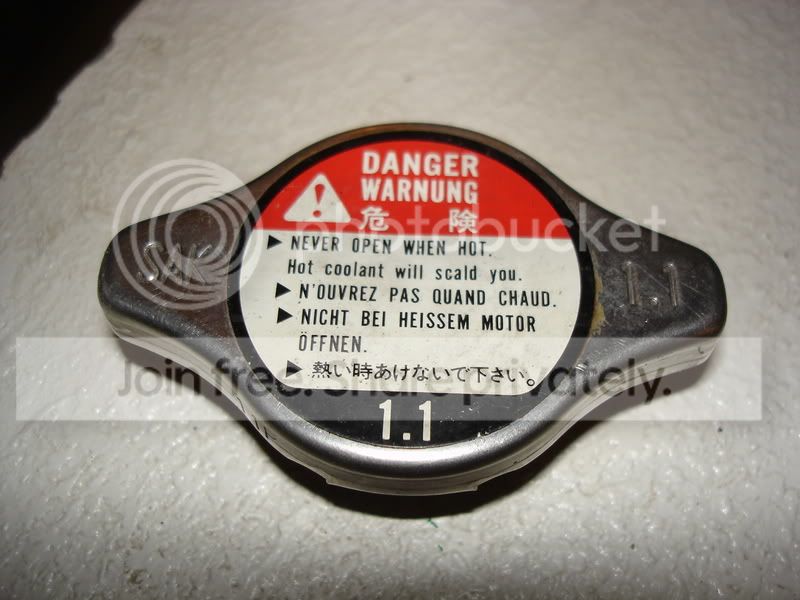 DANGER
WARNUNG
危険
▶ NEVER OPEN WHEN HOT.
Hot coolant will scald you.
▶ N'OUVREZ PAS QUAND CHAUD.
▶ NICHT BEI HEISSEM MOTOR
ÖFFNEN.
▶ 熱い時あけないで下さい。
1.1
1.1
photobucket
Join free. Share privately.